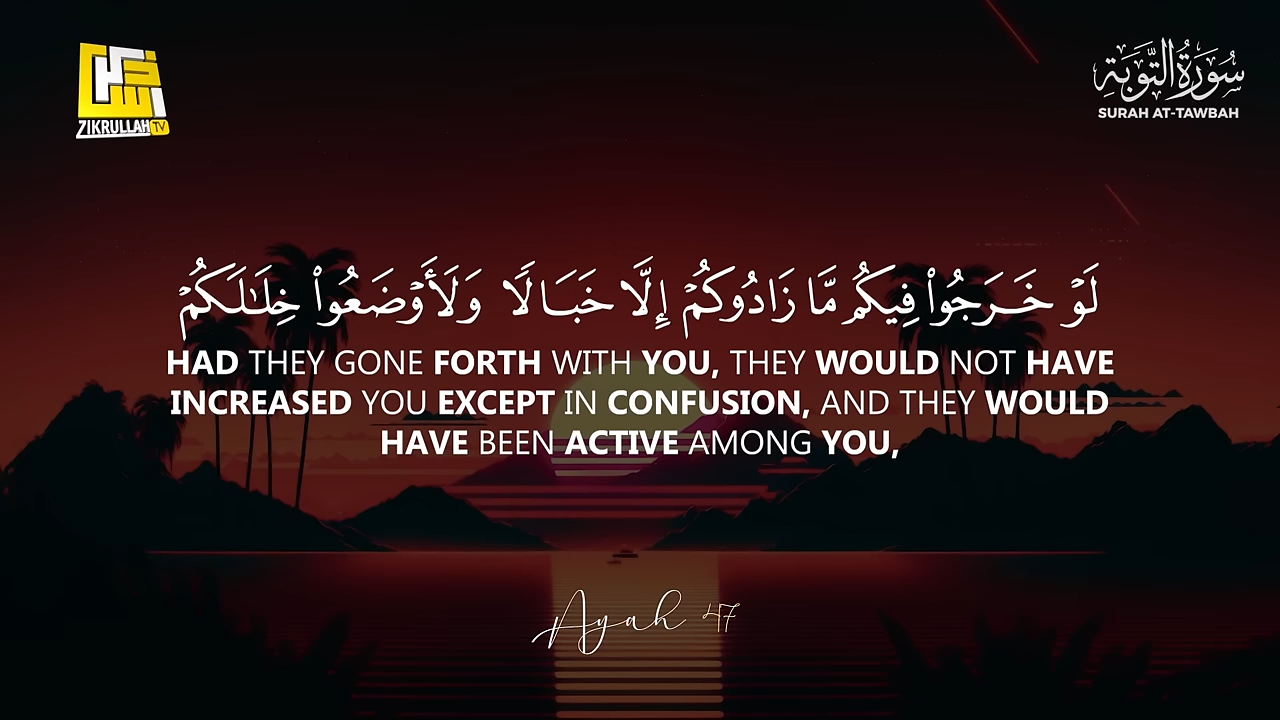 ZIKRULLAH TV
سُورَةُ التَّوْبَةِ
SURAH AT-TAWBAH
لَوْ خَرَجُوا۟ فِيكُم مَّا زَادُوكُمْ إِلَّا خَبَالًا وَلَأَوْضَعُوا۟ خِلَـٰلَكُمْ
HAD THEY GONE FORTH WITH YOU, THEY WOULD NOT HAVE
INCREASED YOU EXCEPT IN CONFUSION, AND THEY WOULD
HAVE BEEN ACTIVE AMONG YOU,
Ayah 47